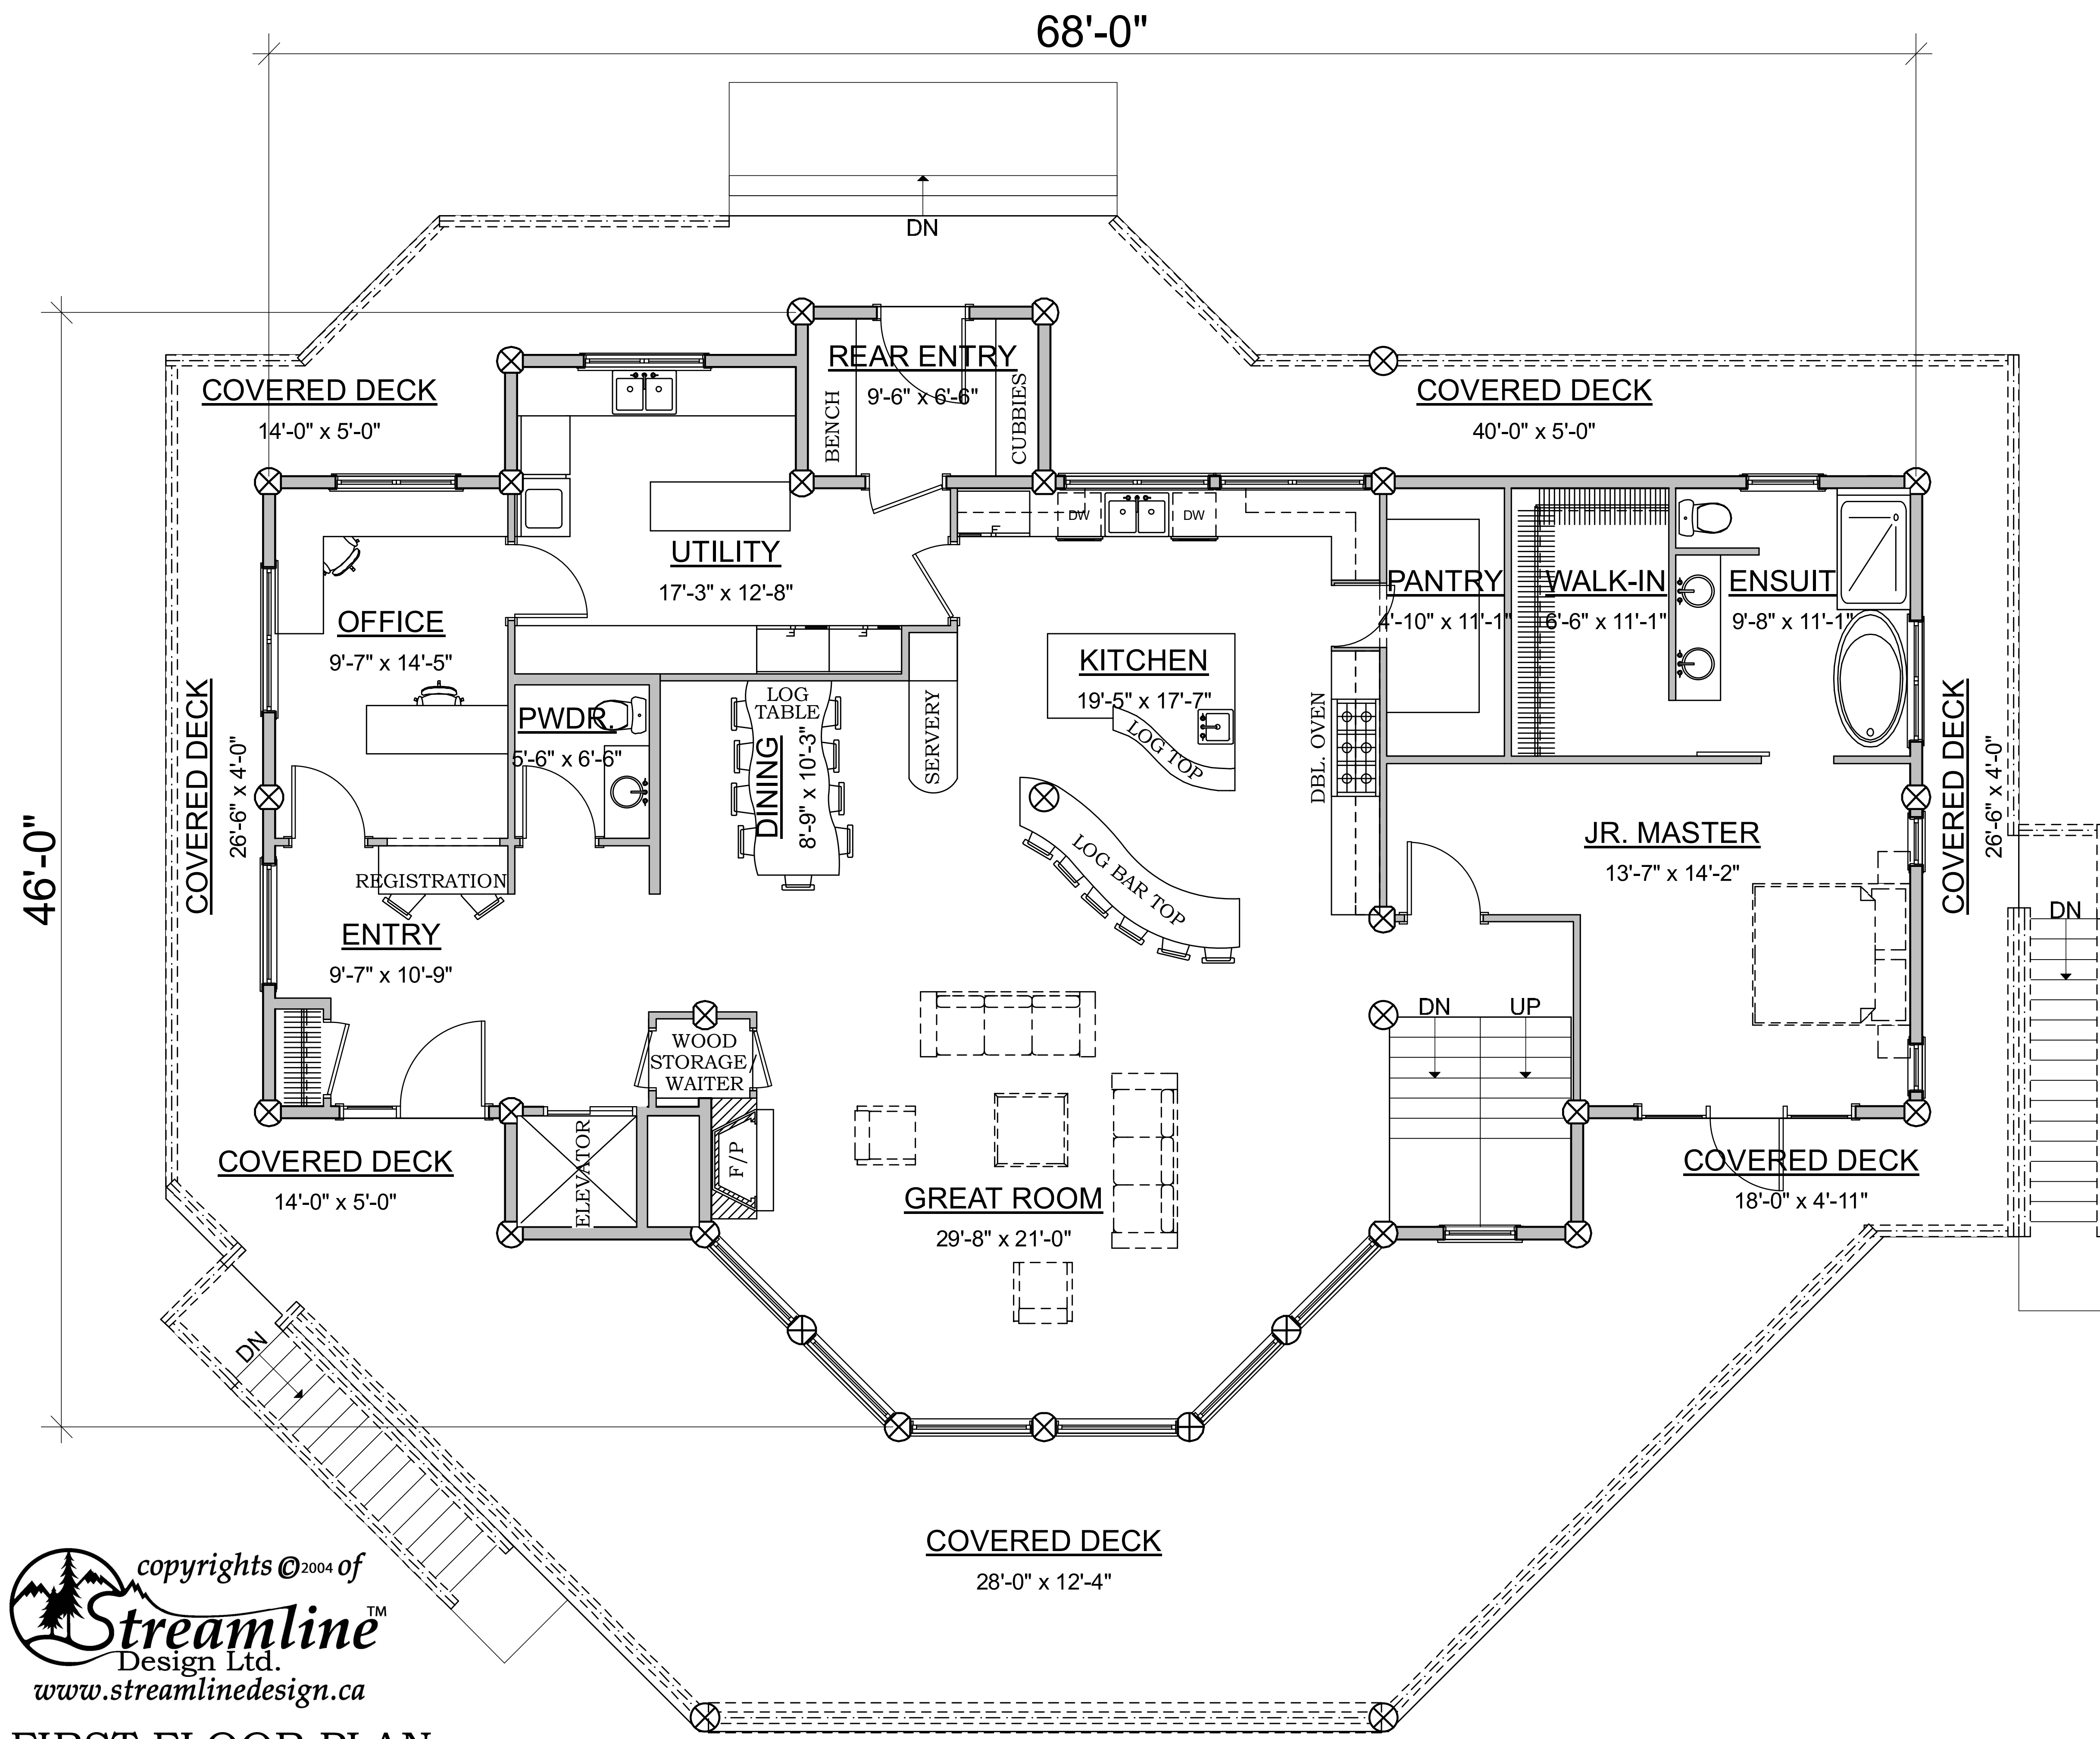 68'-0"
DN
REAR ENTRY
9'-6" x 6'-6"
BENCH
CUBBIES
COVERED DECK
14'-0" x 5'-0"
COVERED DECK
40'-0" x 5'-0"
DW
DW
F
UTILITY
17'-3" x 12'-8"
PANTRY
4'-10" x 11'-1"
WALK-IN
6'-6" x 11'-1"
ENSUIT
9'-8" x 11'-1"
OFFICE
9'-7" x 14'-5"
KITCHEN
19'-5" x 17'-7"
LOG TOP
DBL. OVEN
SERVERY
LOG
TABLE
DINING
8'-9" x 10'-3"
PWDR.
5'-6" x 6'-6"
COVERED DECK
26'-6" x 4'-0"
46'-0"
LOG BAR TOP
JR. MASTER
13'-7" x 14'-2"
COVERED DECK
26'-6" x 4'-0"
DN
REGISTRATION
ENTRY
9'-7" x 10'-9"
DN
UP
WOOD
STORAGE/
WAITER
ELEVATOR
F/P
COVERED DECK
14'-0" x 5'-0"
GREAT ROOM
29'-8" x 21'-0"
COVERED DECK
18'-0" x 4'-11"
DN
COVERED DECK
28'-0" x 12'-4"
copyrights ©2004 of
Streamline™
Design Ltd.
www.streamlinedesign.ca
FIRST FLOOR PLAN